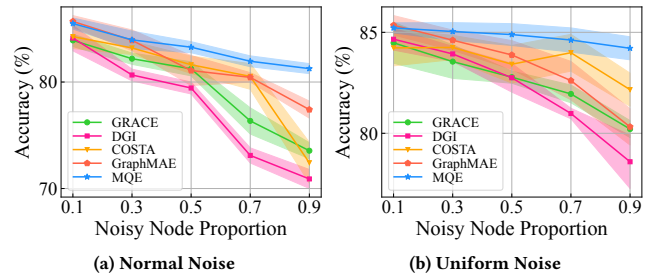 Accuracy (%)
80
70
GRACE
DGI
COSTA
GraphMAE
MQE
0.1 0.3 0.5 0.7 0.9
Noisy Node Proportion
(a) Normal Noise
Accuracy (%)
85
80
GRACE
DGI
COSTA
GraphMAE
MQE
0.1 0.3 0.5 0.7 0.9
Noisy Node Proportion
(b) Uniform Noise